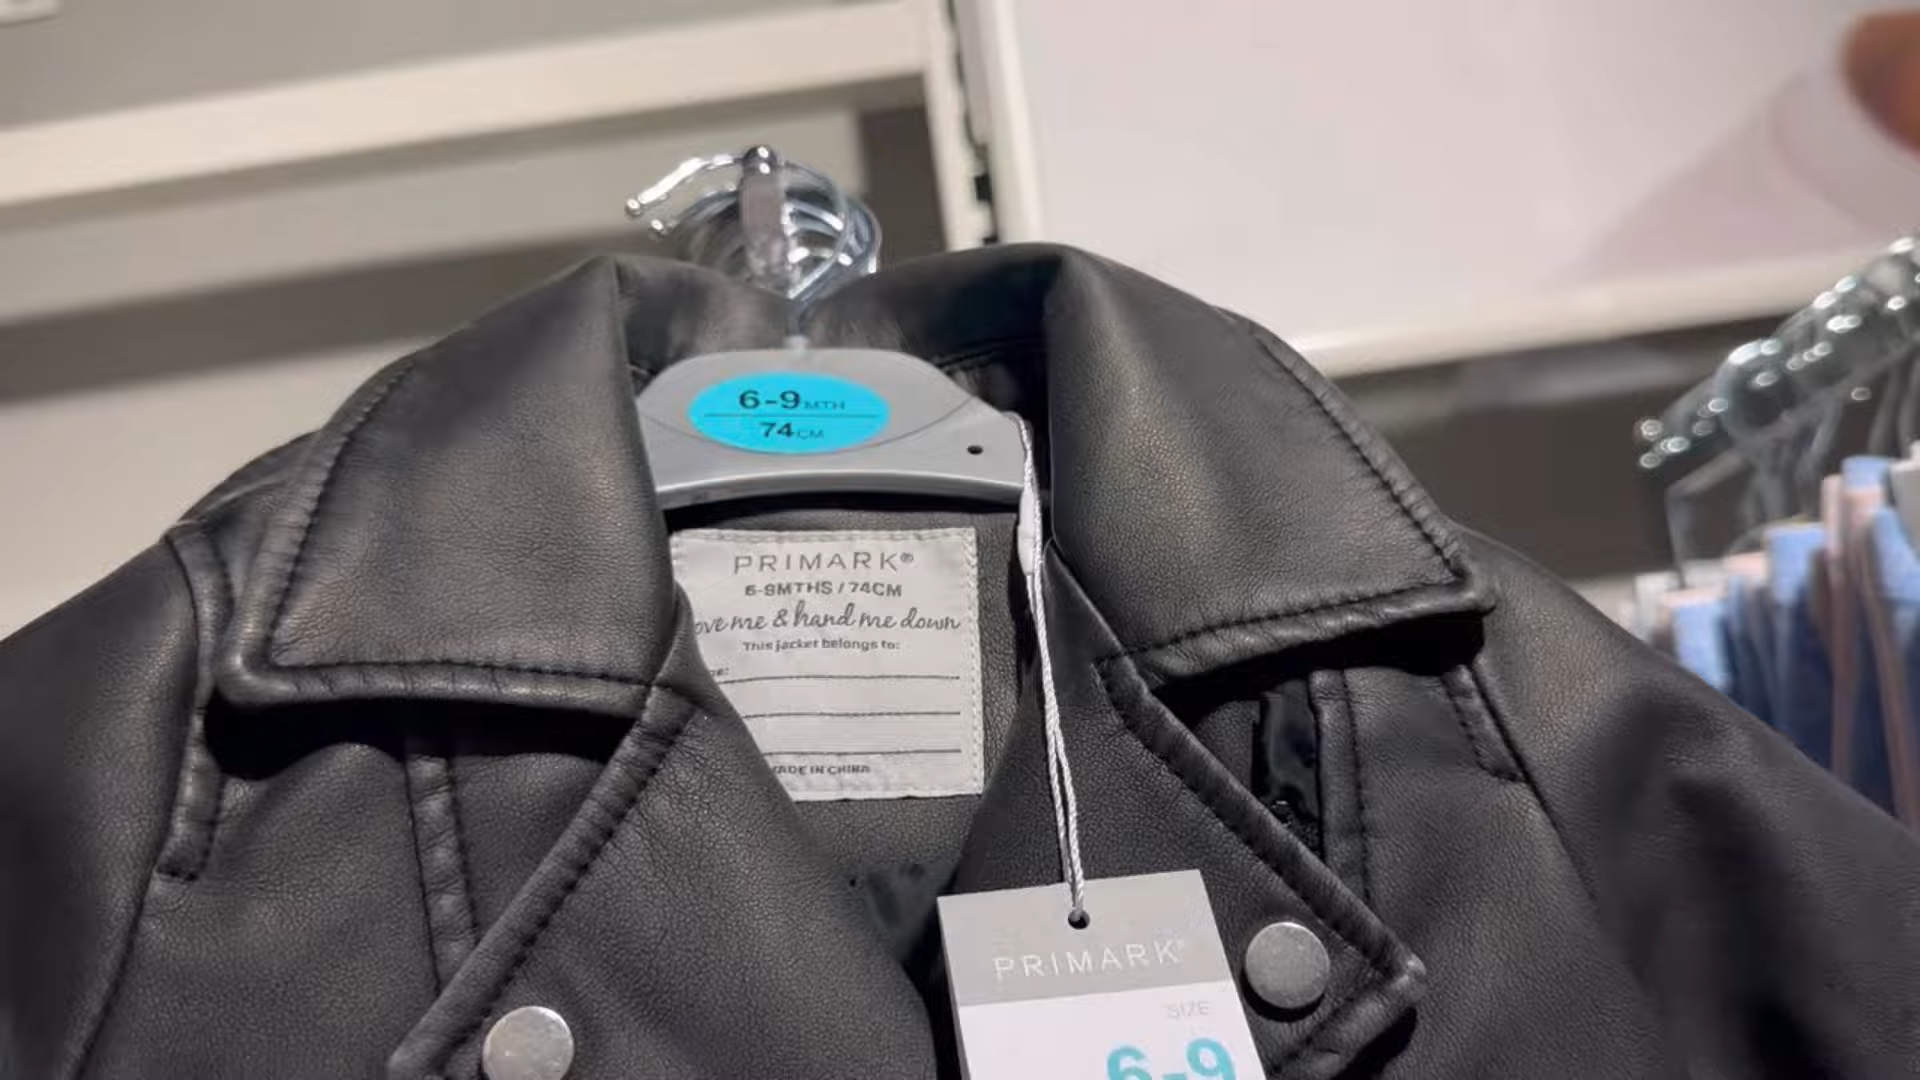 6-9 MTH
74 CM
PRIMARK®
6-9MTHS / 74CM
ove me & hand me down
This jacket belongs to:
e:
ADE IN CHINA
PRIMARK®
SIZE
6-9